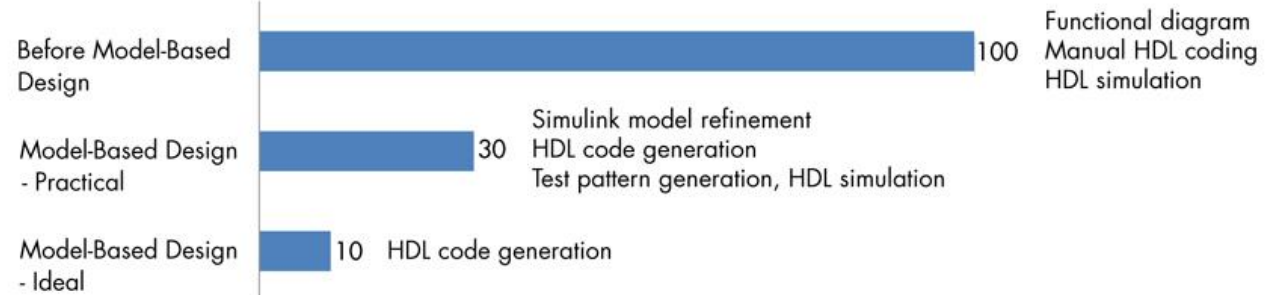 Before Model-Based
Design
100
Functional diagram
Manual HDL coding
HDL simulation
Model-Based Design
- Practical
30
Simulink model refinement
HDL code generation
Test pattern generation, HDL simulation
Model-Based Design
- Ideal
10
HDL code generation